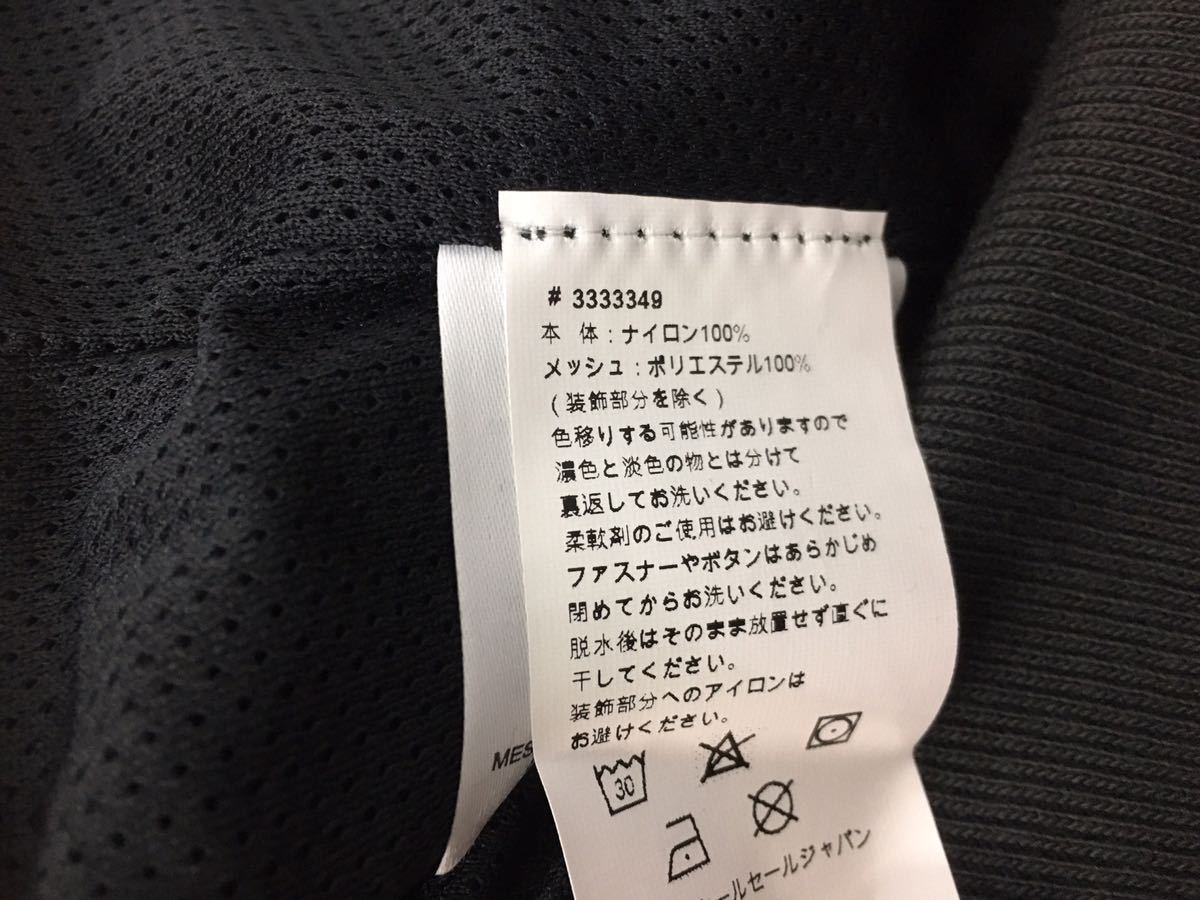 # 3333349
本 体 : ナイロン100%
メッシュ : ポリエステル100%
( 装飾部分を除く )
色移りする可能性がありますので
濃色と淡色の物とは分けて
裏返してお洗いください。
柔軟剤のご使用はお避けください。
ファスナーやボタンはあらかじめ
閉めてからお洗いください。
脱水後はそのまま放置せず直ぐに
干してください。
装飾部分へのアイロンは
お避けください。
30
ールセールジャパン
MES